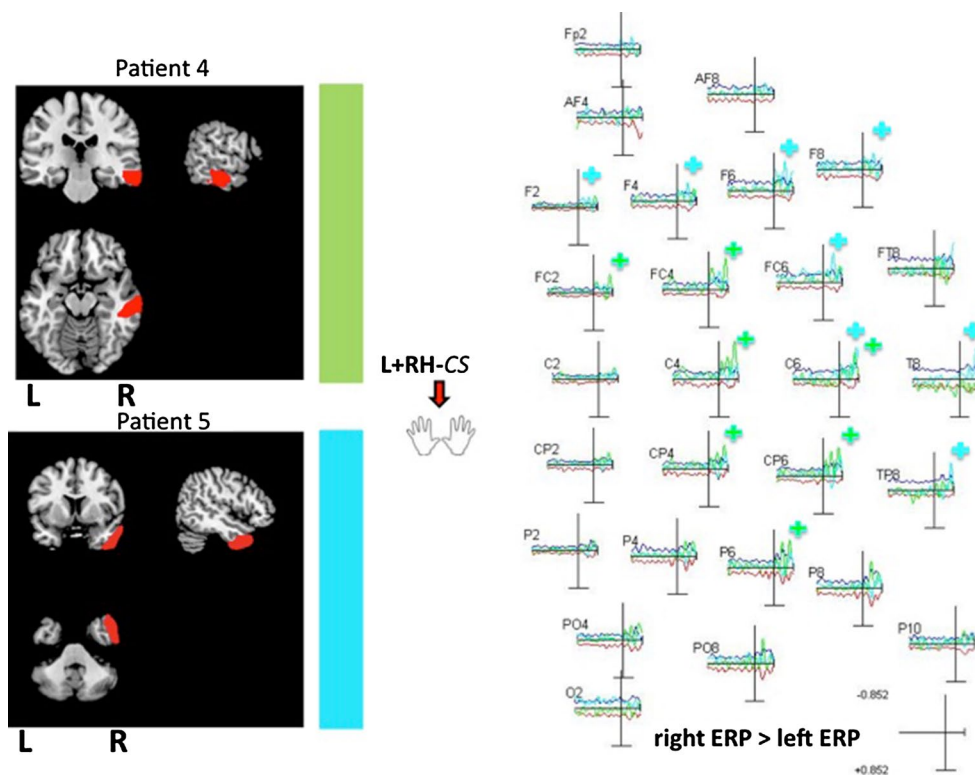 Patient 4
L R
Patient 5
L R
L+RH-CS
Fp2
AF8
AF4
F8
F6
F4
F2
FT8
FC6
FC4
FC2
T8
C6
C4
C2
CP2
CP4
CP6
TP8
P2
P4
P6
P8
PO4
PO8
P10
O2
-0.852
+0.852
right ERP > left ERP